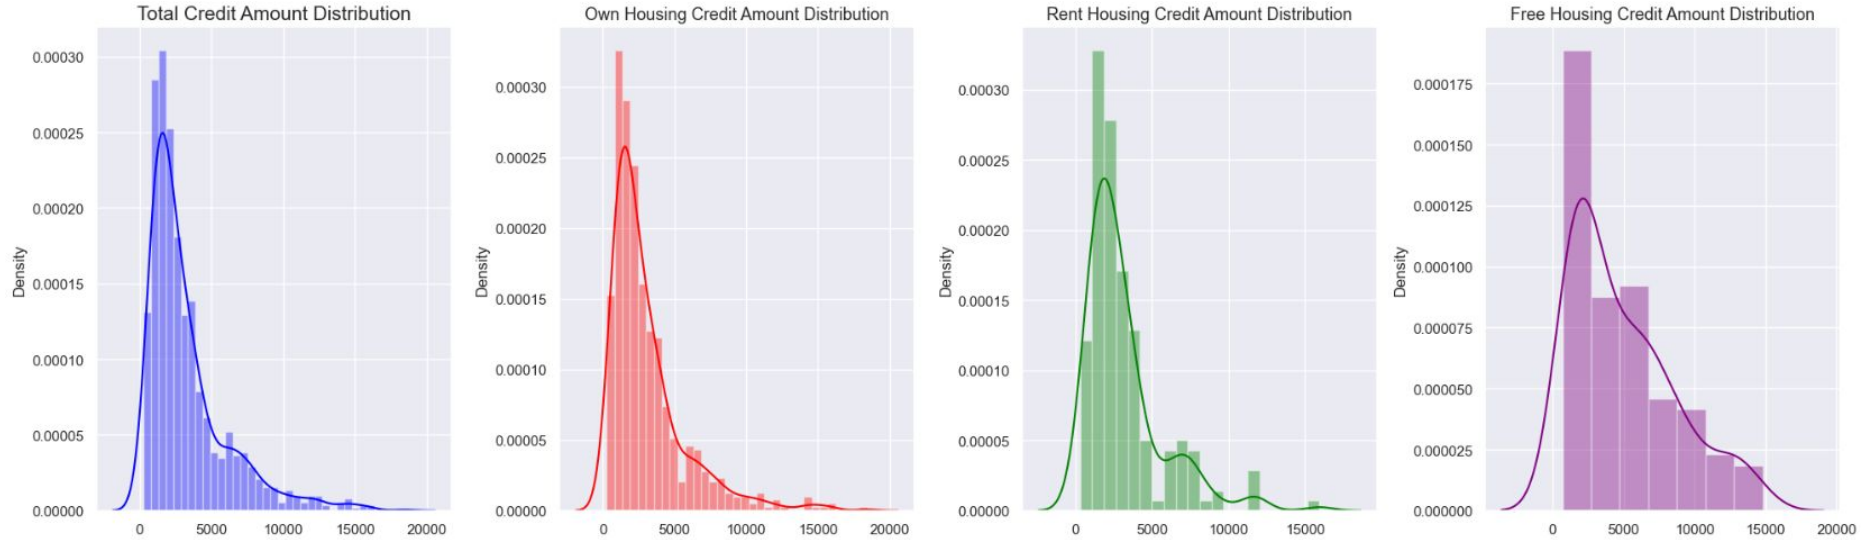 Total Credit Amount Distribution
Density
0.00030
0.00025
0.00020
0.00015
0.00010
0.00005
0.00000
0 5000 10000 15000 20000
Own Housing Credit Amount Distribution
Density
0.00030
0.00025
0.00020
0.00015
0.00010
0.00005
0.00000
0 5000 10000 15000 20000
Rent Housing Credit Amount Distribution
Density
0.00030
0.00025
0.00020
0.00015
0.00010
0.00005
0.00000
0 5000 10000 15000
Free Housing Credit Amount Distribution
Density
0.000175
0.000150
0.000125
0.000100
0.000075
0.000050
0.000025
0.000000
0 5000 10000 15000 20000